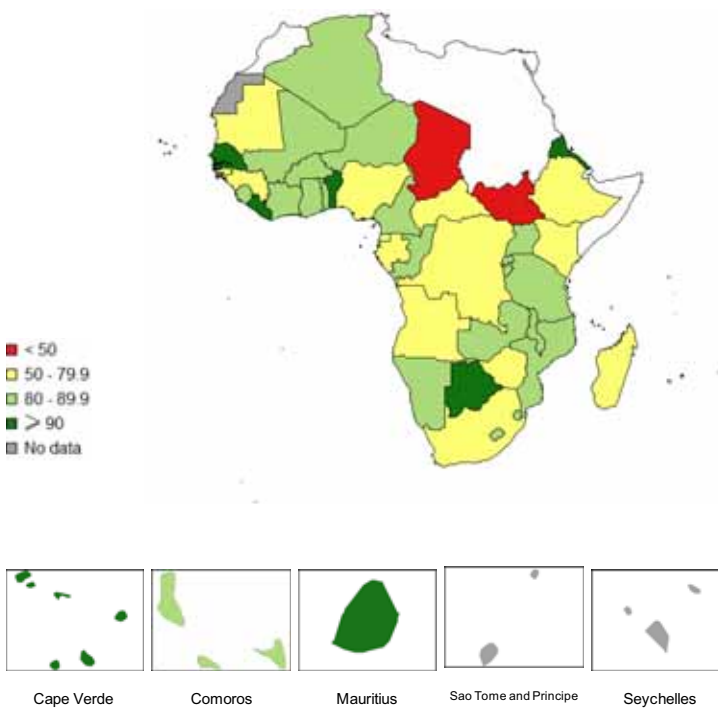 < 50
50 - 79.9
80 - 89.9
⩾ 90
No data
Cape Verde
Comoros
Mauritius
Sao Tome and Principe
Seychelles